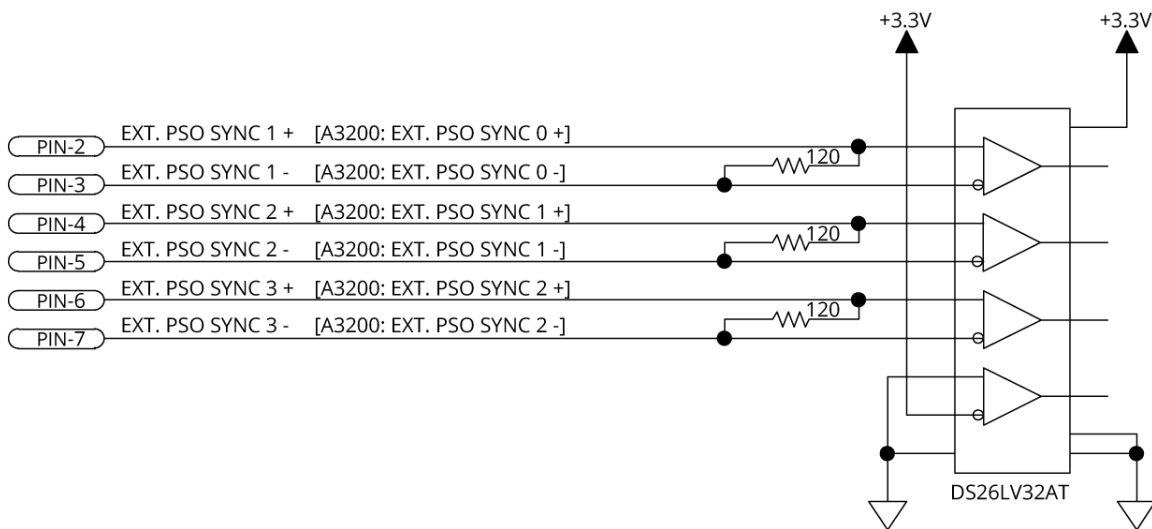 +3.3V +3.3V
EXT. PSO SYNC 1 + [A3200: EXT. PSO SYNC 0 +]
PIN-2
120
EXT. PSO SYNC 1 - [A3200: EXT. PSO SYNC 0 -]
PIN-3
EXT. PSO SYNC 2 + [A3200: EXT. PSO SYNC 1 +]
PIN-4
120
EXT. PSO SYNC 2 - [A3200: EXT. PSO SYNC 1 -]
PIN-5
EXT. PSO SYNC 3 + [A3200: EXT. PSO SYNC 2 +]
PIN-6
120
EXT. PSO SYNC 3 - [A3200: EXT. PSO SYNC 2 -]
PIN-7
DS26LV32AT